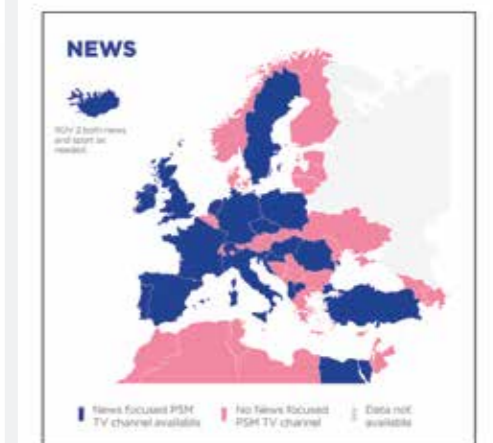 NEWS
RÚV 2 both news
and sport as
needed.
News focused PSM
TV channel available
No News focused
PSM TV channel
Data not
available